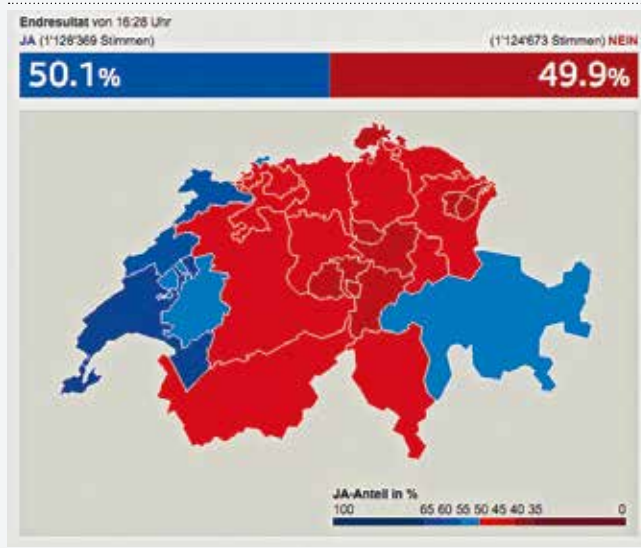 Endresultat von 16:28 Uhr
JA (1'128'369 Stimmen) (1'124'673 Stimmen) NEIN
50.1% 49.9%
JA-Anteil in %
100 65 60 55 50 45 40 35 0